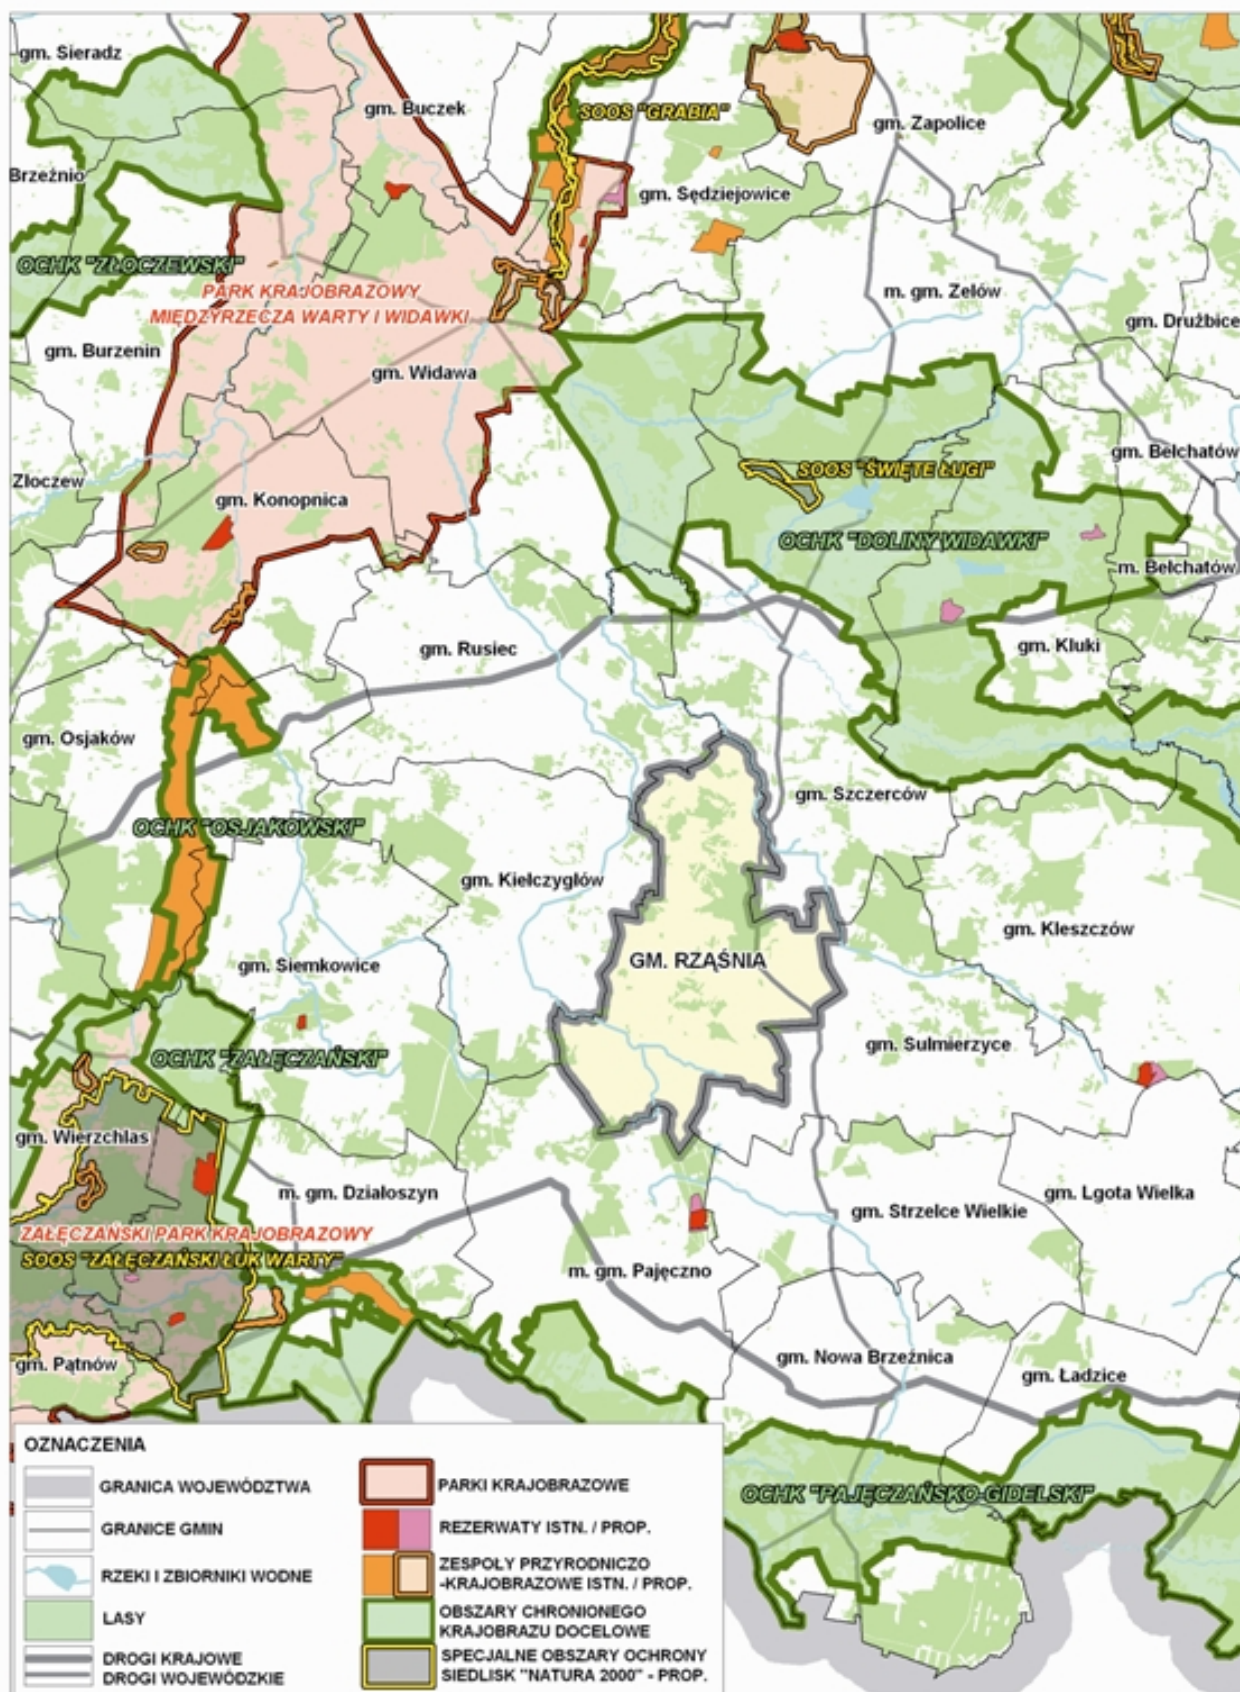 gm. Sieradz
gm. Buczek
SOOS "GRABIA"
gm. Zapolice
Brzeźnio
gm. Sędziejowice
OCHK "ZŁOCZEWSKI"
PARK KRAJOBRAZOWY
MIĘDZYRZECZA WARTY I WIDAWKI
m. gm. Zelów
gm. Drużbice
gm. Burzenin
gm. Widawa
gm. Bełchatów
Złoczew
SOOS "ŚWIĘTE ŁUGI"
gm. Konopnica
OCHK "DOLINY WIDAWKI"
m. Bełchatów
gm. Rusiec
gm. Kluki
gm. Osjaków
gm. Szczerców
OCHK "OSJAKOWSKI"
gm. Kiełczygłów
gm. Kleszczów
GM. RZĄŚNIA
gm. Siemkowice
gm. Sulmierzyce
OCHK "ZAŁĘCZAŃSKI"
gm. Wierzchlas
m. gm. Działoszyn
gm. Lgota Wielka
gm. Strzelce Wielkie
ZAŁĘCZAŃSKI PARK KRAJOBRAZOWY
SOOS "ZAŁĘCZAŃSKI ŁUK WARTY"
m. gm. Pajęczno
gm. Pątnów
gm. Nowa Brzeźnica
gm. Ładzice
OCHK "PAJĘCZAŃSKO-GIDELSKI"
OZNACZENIA
GRANICA WOJEWÓDZTWA
GRANICE GMIN
RZEKI I ZBIORNIKI WODNE
LASY
DROGI KRAJOWE
DROGI WOJEWÓDZKIE
PARKI KRAJOBRAZOWE
REZERWATY ISTN. / PROP.
ZESPOŁY PRZYRODNICZO
-KRAJOBRAZOWE ISTN. / PROP.
OBSZARY CHRONIONEGO
KRAJOBRAZU DOCELOWE
SPECJALNE OBSZARY OCHRONY
SIEDLISK "NATURA 2000" - PROP.